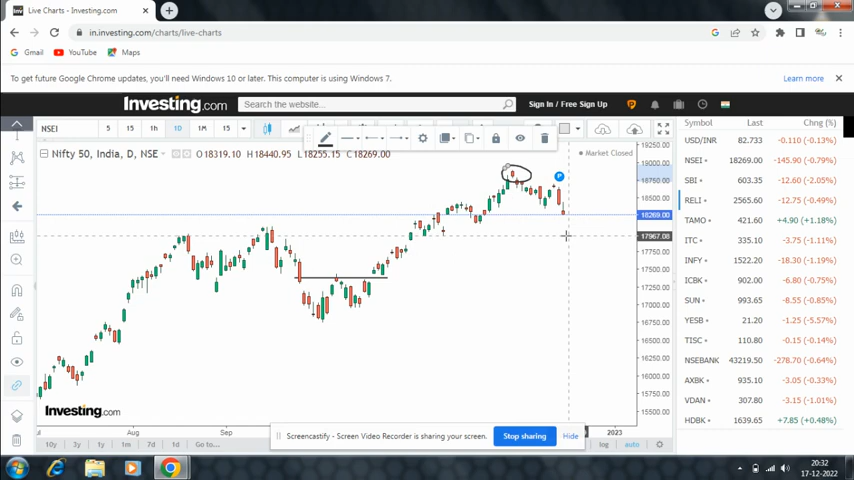 Inv Live Charts
in.investing.com/charts/live-charts
Gmail YouTube Maps
To get future Google Chrome updates, you'll need Windows 10 or later. This computer is using Windows 7. Learn more
Investing.com Search the website... Sign In / Free Sign Up
NSEI 5 15 1h 1D 1M 15
Nifty 50, India, D, NSE O18319.10 H18440.95 L18255.15 C18269.00 Market Closed
19250.00
19000.00
18750.00
18500.00
18269.00
17967.08
17750.00
17500.00
17250.00
17000.00
16750.00
16500.00
16250.00
16000.00
15750.00
15500.00
P
Investing.com
Aug Sep 2023
10y 3y 1y 1m 7d 1d Go to... log auto
Screencastify - Screen Video Recorder is sharing your screen. Stop sharing Hide
Symbol Last Chng (%)
USD/INR 82.733 -0.110 (-0.13%)
NSEI 18269.00 -145.90 (-0.79%)
SBI 603.35 -12.60 (-2.05%)
RELI 2565.60 -12.75 (-0.49%)
TAMO 421.60 +4.90 (+1.18%)
ITC 335.10 -3.75 (-1.11%)
INFY 1522.20 -18.30 (-1.19%)
ICBK 902.00 -6.80 (-0.75%)
SUN 993.65 -8.55 (-0.85%)
YESB 21.20 -1.25 (-5.57%)
TISC 110.80 -0.15 (-0.14%)
NSEBANK 43219.50 -278.70 (-0.64%)
AXBK 935.10 -3.05 (-0.33%)
VDAN 307.80 -3.15 (-1.01%)
HDBK 1639.65 +7.85 (+0.48%)
20:32
17-12-2022